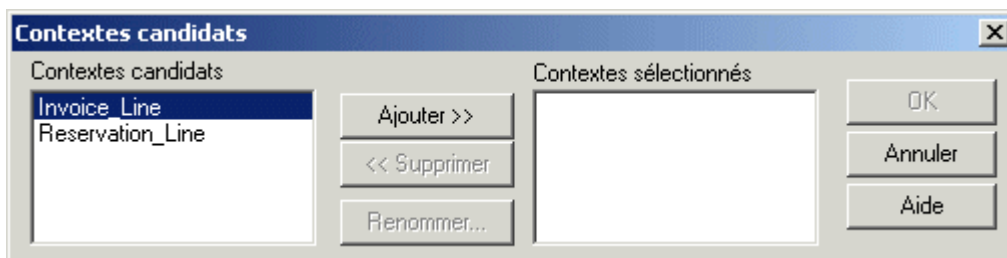 Contextes candidats
Contextes candidats
Invoice_Line
Reservation_Line
Ajouter >>
<< Supprimer
Renommer...
Contextes sélectionnés
OK
Annuler
Aide